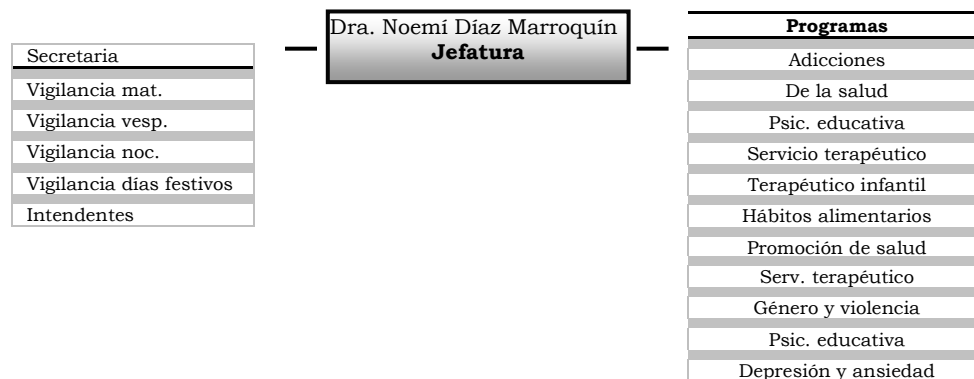 Dra. Noemí Díaz Marroquín
Jefatura
Secretaria
Vigilancia mat.
Vigilancia vesp.
Vigilancia noc.
Vigilancia días festivos
Intendentes
Programas
Adicciones
De la salud
Psic. educativa
Servicio terapéutico
Terapéutico infantil
Hábitos alimentarios
Promoción de salud
Serv. terapéutico
Género y violencia
Psic. educativa
Depresión y ansiedad